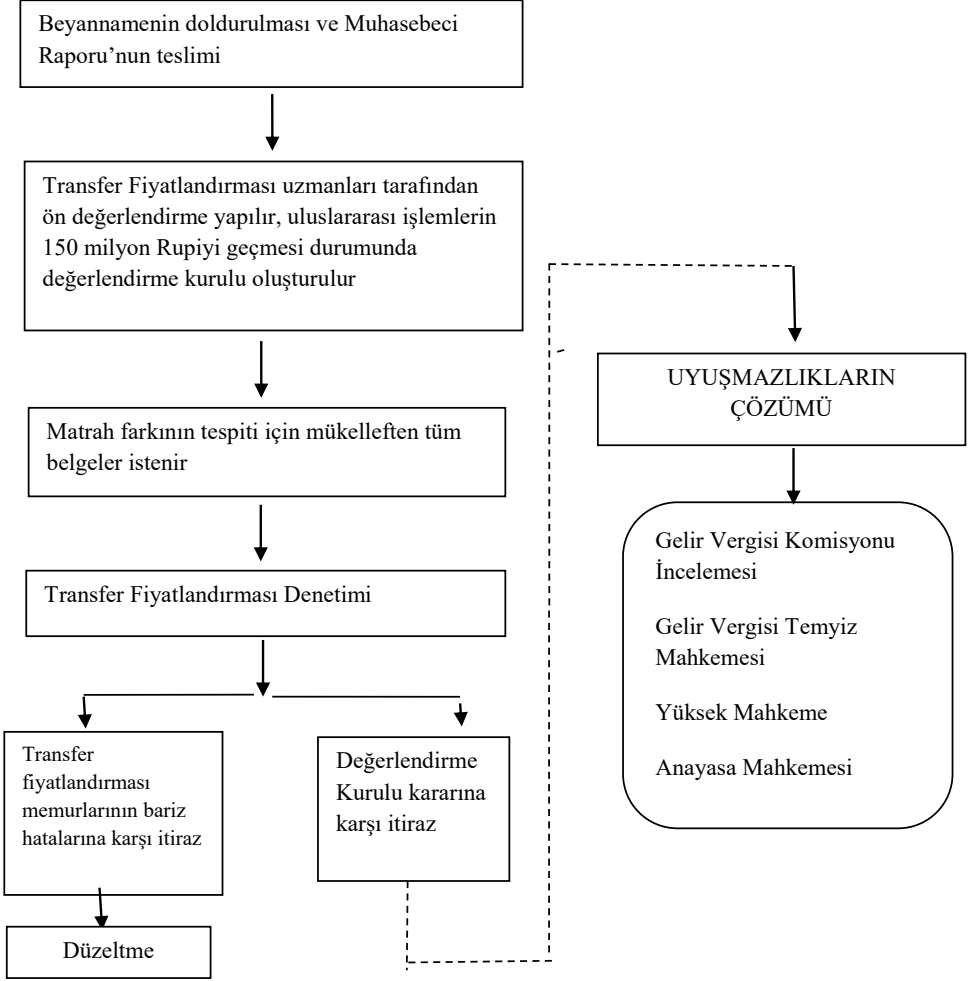 Beyannamenin doldurulması ve Muhasebeci
Raporu’nun teslimi
Transfer Fiyatlandırması uzmanları tarafından
ön değerlendirme yapılır, uluslararası işlemlerin
150 milyon Rupiyi geçmesi durumunda
değerlendirme kurulu oluşturulur
Matrah farkının tespiti için mükelleften tüm
belgeler istenir
Transfer Fiyatlandırması Denetimi
Transfer
fiyatlandırması
memurlarının bariz
hatalarına karşı itiraz
Düzeltme
Değerlendirme
Kurulu kararına
karşı itiraz
UYUŞMAZLIKLARIN
ÇÖZÜMÜ
Gelir Vergisi Komisyonu
İncelemesi
Gelir Vergisi Temyiz
Mahkemesi
Yüksek Mahkeme
Anayasa Mahkemesi